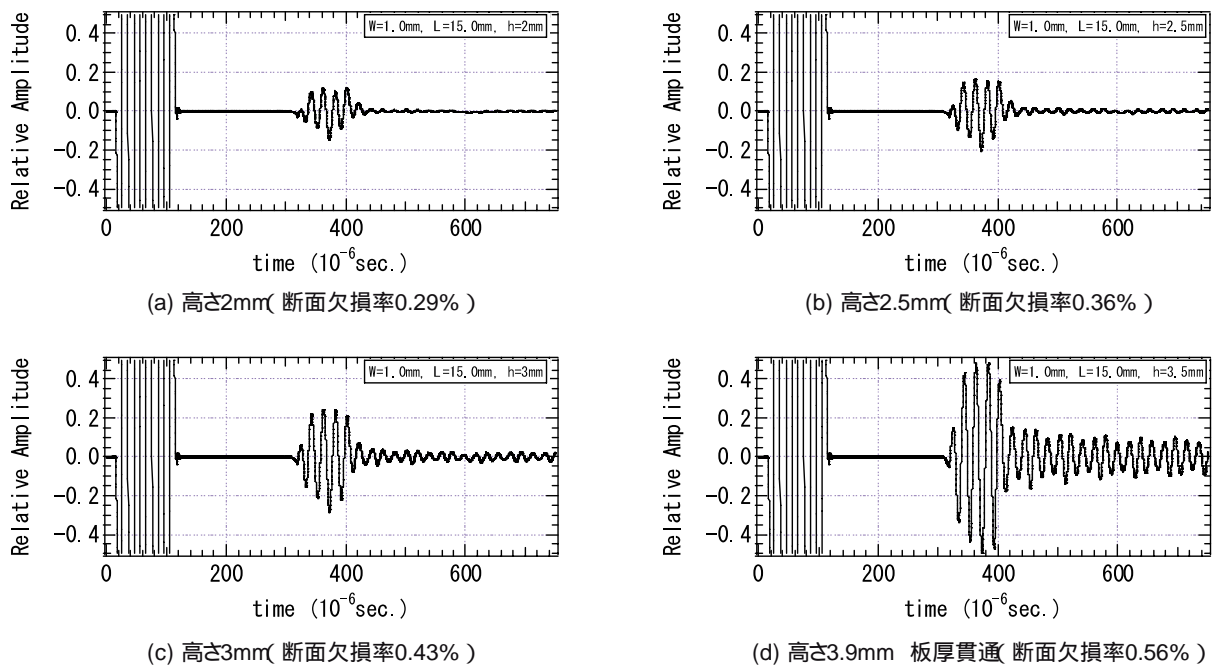 W=1.0mm, L=15.0mm, h=2mm
Relative Amplitude
0.4
0.2
0.0
-0.2
-0.4
0
200
400
600
time (10⁻⁶sec.)
(a) 高さ2mm( 断面欠損率0.29% )
W=1.0mm, L=15.0mm, h=2.5mm
Relative Amplitude
0.4
0.2
0.0
-0.2
-0.4
0
200
400
600
time (10⁻⁶sec.)
(b) 高さ2.5mm( 断面欠損率0.36% )
W=1.0mm, L=15.0mm, h=3mm
Relative Amplitude
0.4
0.2
0.0
-0.2
-0.4
0
200
400
600
time (10⁻⁶sec.)
(c) 高さ3mm( 断面欠損率0.43% )
W=1.0mm, L=15.0mm, h=3.5mm
Relative Amplitude
0.4
0.2
0.0
-0.2
-0.4
0
200
400
600
time (10⁻⁶sec.)
(d) 高さ3.9mm 板厚貫通( 断面欠損率0.56% )